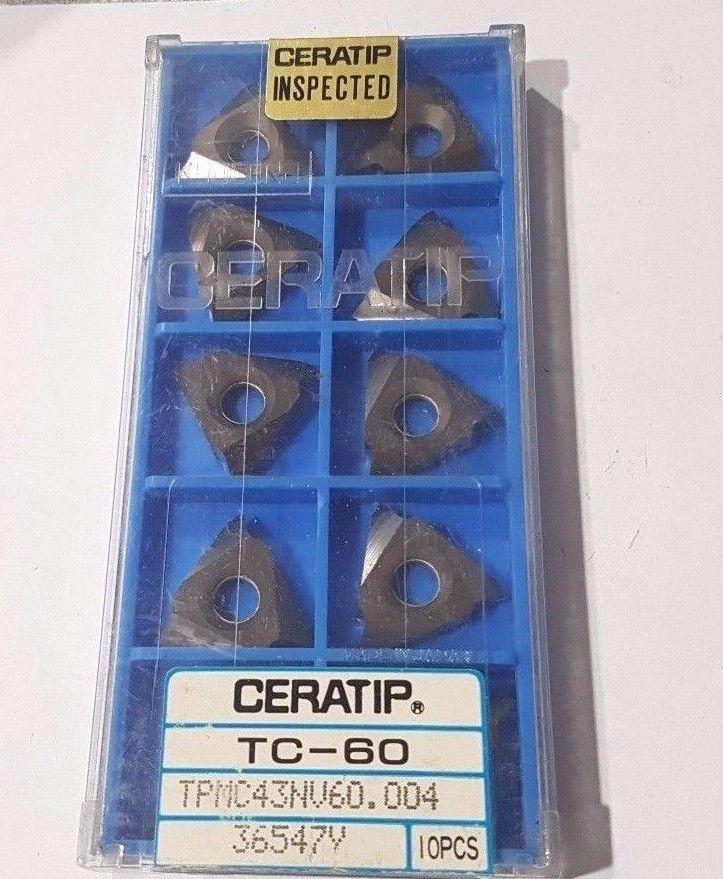 CERATIP
INSPECTED
CERATIP
CERATIP®
TC-60
TPMC43NV60.004
36547Y
10PCS